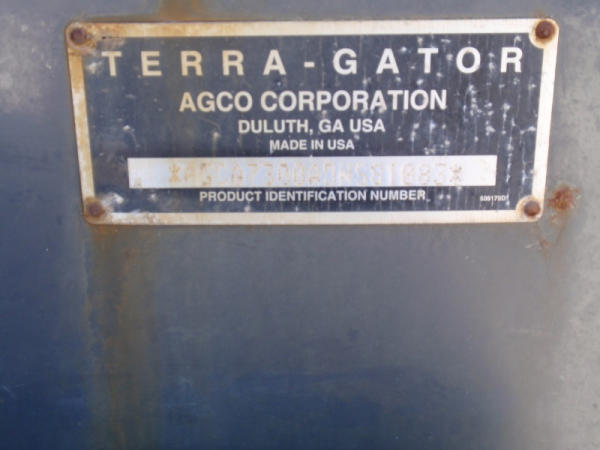 TERRA-GATOR
AGCO CORPORATION
DULUTH, GA USA
MADE IN USA
PRODUCT IDENTIFICATION NUMBER